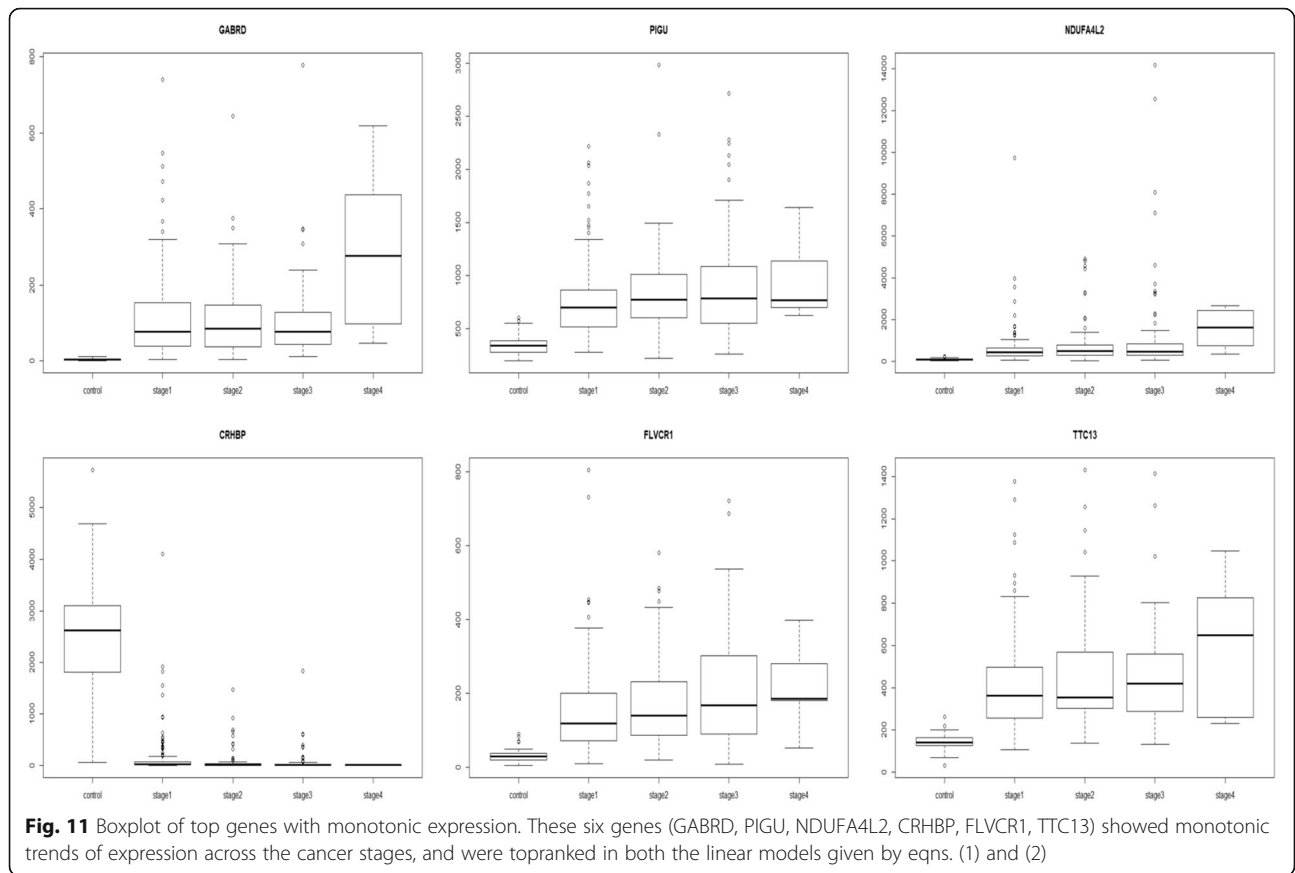 GABRD
800
600
400
200
0
control stage1 stage2 stage3 stage4
PIGU
3000
2500
2000
1500
1000
500
control stage1 stage2 stage3 stage4
NDUFA4L2
14000
12000
10000
8000
6000
4000
2000
0
control stage1 stage2 stage3 stage4
CRHBP
5000
4000
3000
2000
1000
0
control stage1 stage2 stage3 stage4
FLVCR1
800
600
400
200
0
control stage1 stage2 stage3 stage4
TTC13
1400
1200
1000
800
600
400
200
0
control stage1 stage2 stage3 stage4
Fig. 11 Boxplot of top genes with monotonic expression. These six genes (GABRD, PIGU, NDUFA4L2, CRHBP, FLVCR1, TTC13) showed monotonic
trends of expression across the cancer stages, and were topranked in both the linear models given by eqns. (1) and (2)